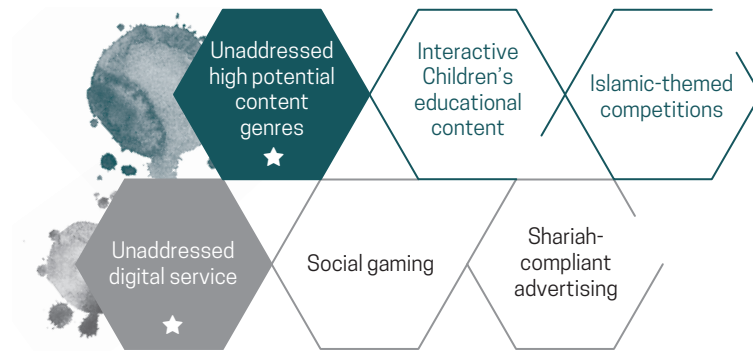 Unaddressed
high potential
content
genres
Interactive
Children's
educational
content
Islamic-themed
competitions
Unaddressed
digital service
Social gaming
Shariah-
compliant
advertising